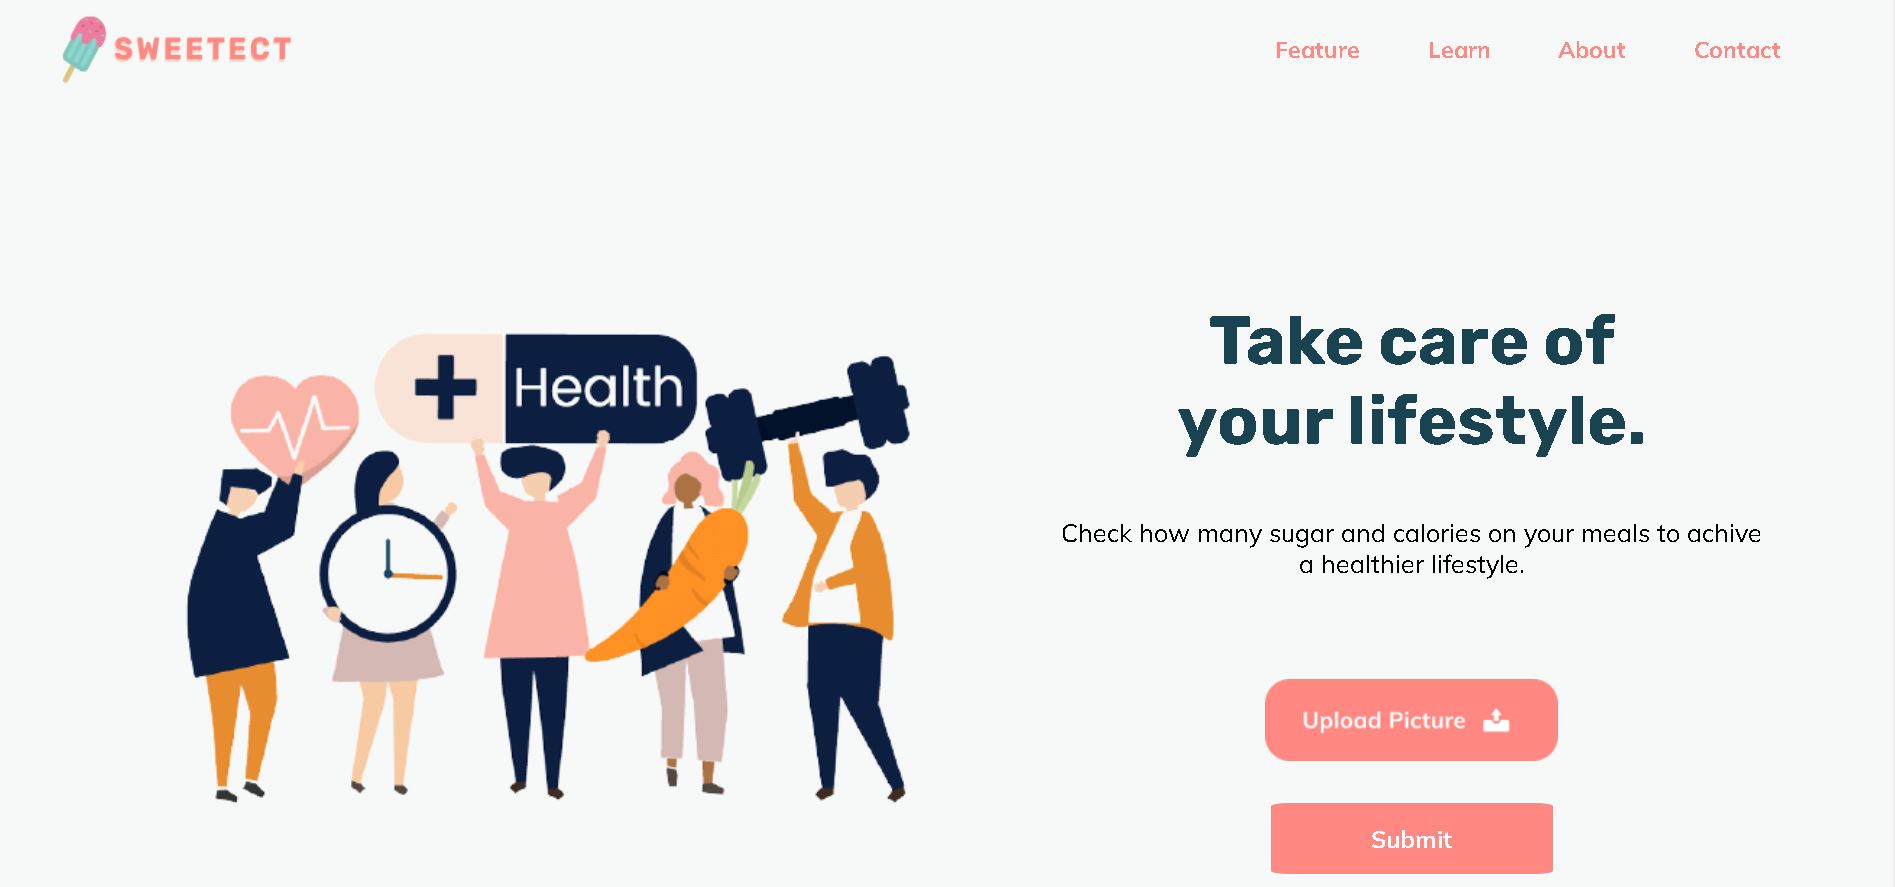 SWEETECT
Feature Learn About Contact
Health
Take care of
your lifestyle.
Check how many sugar and calories on your meals to achive
a healthier lifestyle.
Upload Picture
Submit